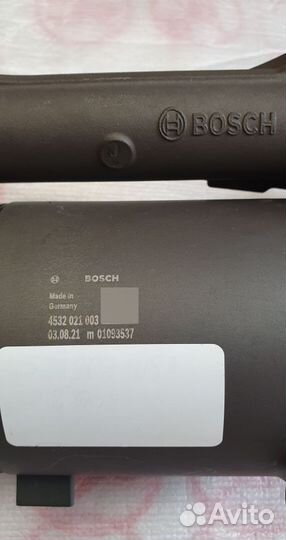 BOSCH
BOSCH
Made in
Germany
4532 021 003
03.08.21 m 01093537
Avito